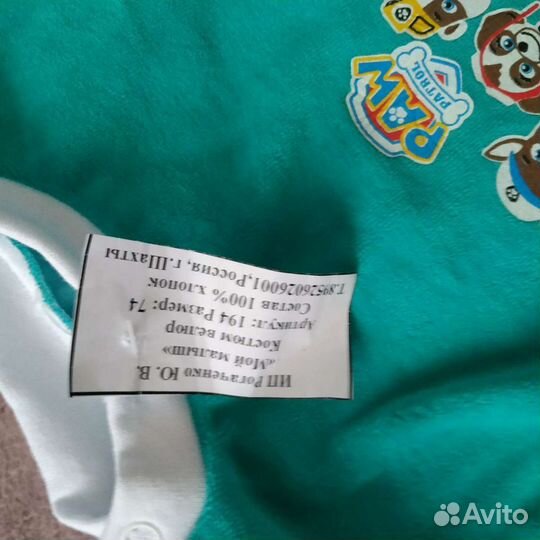 PAW
PATROL
ИП Рогаченко Ю. В.
«Мой малыш»
Костюм велюр
Артикул: 194 Размер: 74
Состав 100% хлопок
Т.89526026001,Россия, г.Шахты
Avito